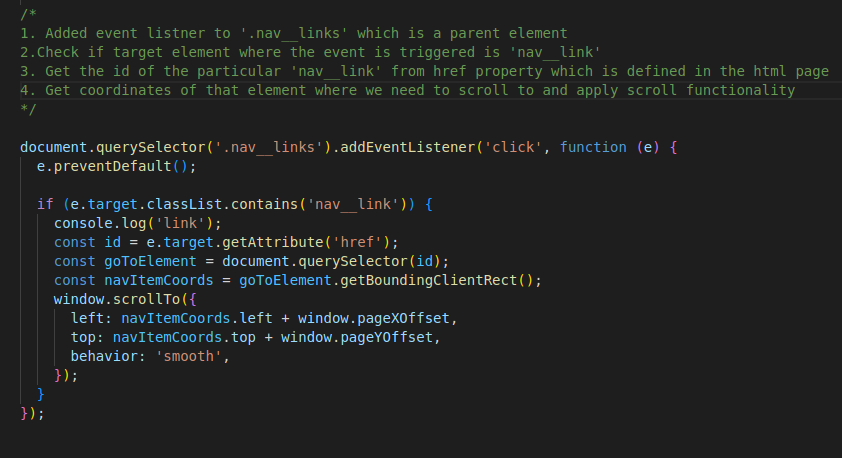 /*
1. Added event listner to '.nav__links' which is a parent element
2.Check if target element where the event is triggered is 'nav__link'
3. Get the id of the particular 'nav__link' from href property which is defined in the html page
4. Get coordinates of that element where we need to scroll to and apply scroll functionality
*/
document.querySelector('.nav__links').addEventListener('click', function (e) {
  e.preventDefault();
  if (e.target.classList.contains('nav__link')) {
    console.log('link');
    const id = e.target.getAttribute('href');
    const goToElement = document.querySelector(id);
    const navItemCoords = goToElement.getBoundingClientRect();
    window.scrollTo({
      left: navItemCoords.left + window.pageXOffset,
      top: navItemCoords.top + window.pageYOffset,
      behavior: 'smooth',
    });
  }
});